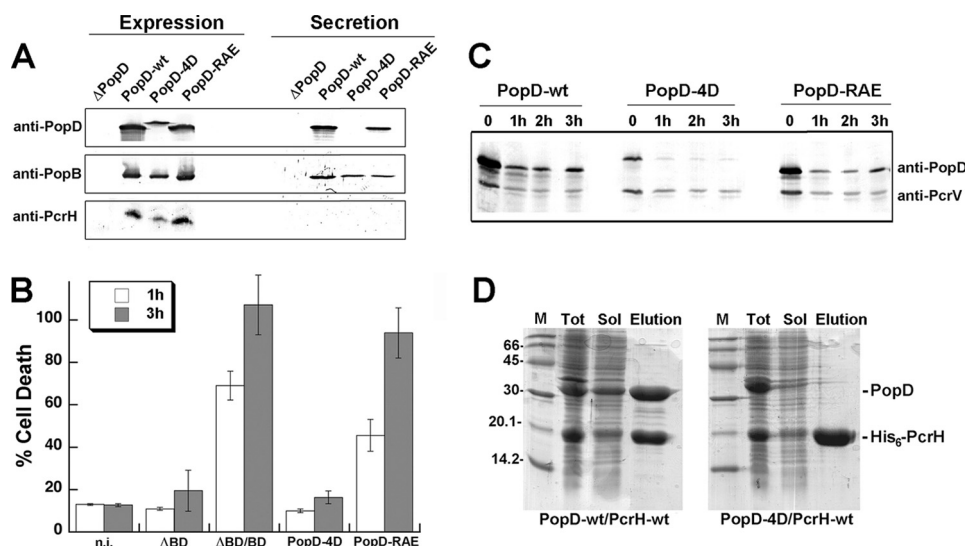 A
Expression
Secretion
ΔPopD
PopD-wt
PopD-4D
PopD-RAE
ΔPopD
PopD-wt
PopD-4D
PopD-RAE
anti-PopD
anti-PopB
anti-PcrH
B
1h
3h
% Cell Death
100
80
60
40
20
0
n.i.
ΔBD
ΔBD/BD
PopD-4D
PopD-RAE
C
PopD-wt
PopD-4D
PopD-RAE
0 1h 2h 3h
0 1h 2h 3h
0 1h 2h 3h
anti-PopD
anti-PcrV
D
M Tot Sol Elution
M Tot Sol Elution
66-
45-
30-
20.1-
14.2-
-PopD
-His6-PcrH
PopD-wt/PcrH-wt
PopD-4D/PcrH-wt